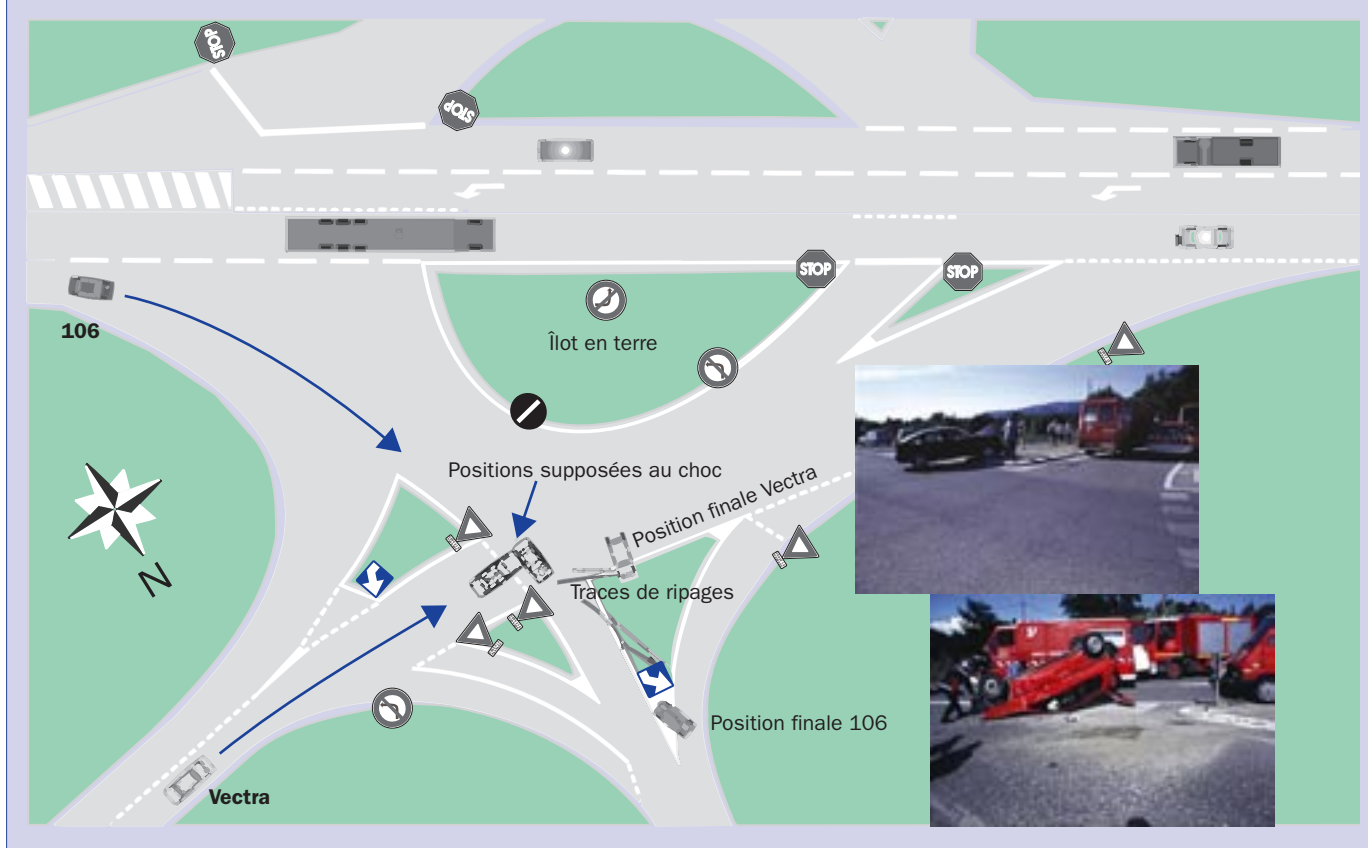 STOP
STOP
STOP
STOP
106
Îlot en terre
Positions supposées au choc
Position finale Vectra
Traces de ripages
N
Position finale 106
Vectra